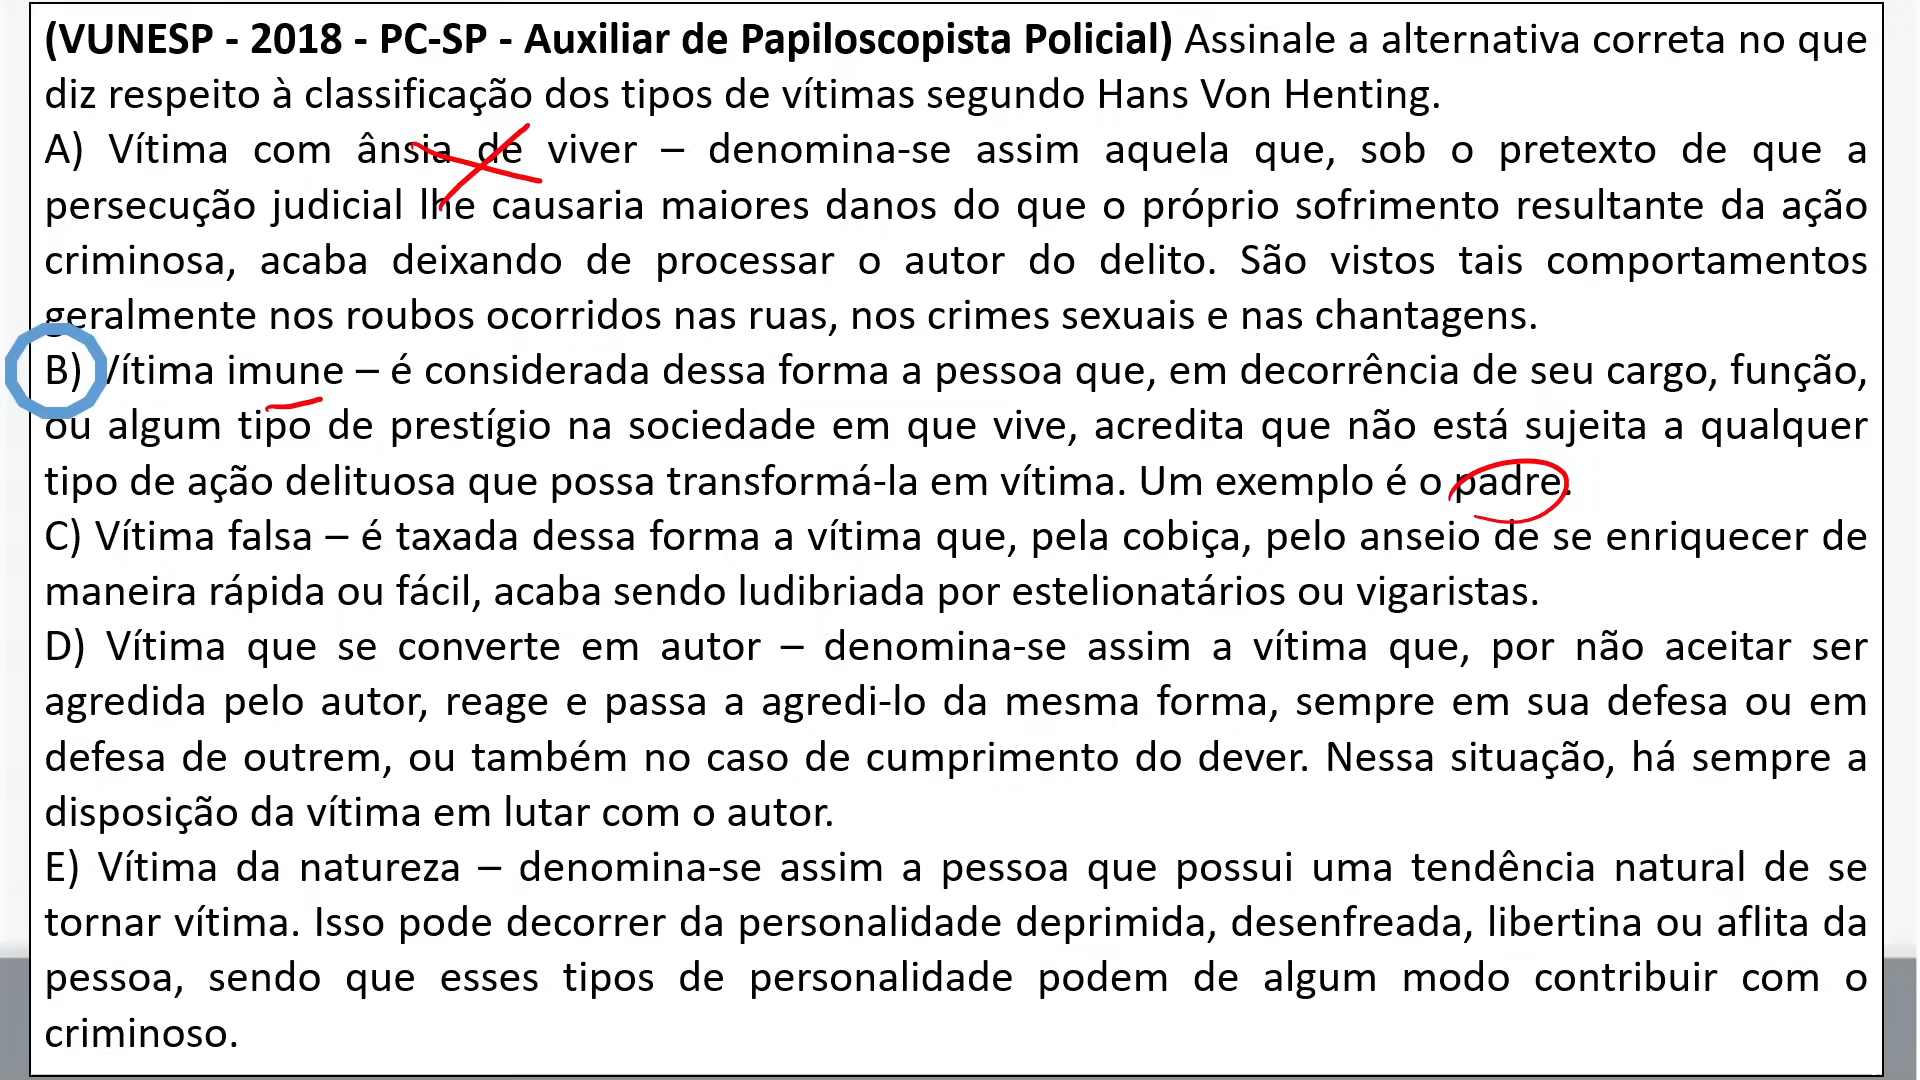 (VUNESP - 2018 - PC-SP - Auxiliar de Papiloscopista Policial) Assinale a alternativa correta no que
diz respeito à classificação dos tipos de vítimas segundo Hans Von Henting.
A) Vítima com ânsia de viver – denomina-se assim aquela que, sob o pretexto de que a
persecução judicial lhe causaria maiores danos do que o próprio sofrimento resultante da ação
criminosa, acaba deixando de processar o autor do delito. São vistos tais comportamentos
geralmente nos roubos ocorridos nas ruas, nos crimes sexuais e nas chantagens.
B) Vítima imune – é considerada dessa forma a pessoa que, em decorrência de seu cargo, função,
ou algum tipo de prestígio na sociedade em que vive, acredita que não está sujeita a qualquer
tipo de ação delituosa que possa transformá-la em vítima. Um exemplo é o padre.
C) Vítima falsa – é taxada dessa forma a vítima que, pela cobiça, pelo anseio de se enriquecer de
maneira rápida ou fácil, acaba sendo ludibriada por estelionatários ou vigaristas.
D) Vítima que se converte em autor – denomina-se assim a vítima que, por não aceitar ser
agredida pelo autor, reage e passa a agredi-lo da mesma forma, sempre em sua defesa ou em
defesa de outrem, ou também no caso de cumprimento do dever. Nessa situação, há sempre a
disposição da vítima em lutar com o autor.
E) Vítima da natureza – denomina-se assim a pessoa que possui uma tendência natural de se
tornar vítima. Isso pode decorrer da personalidade deprimida, desenfreada, libertina ou aflita da
pessoa, sendo que esses tipos de personalidade podem de algum modo contribuir com o
criminoso.